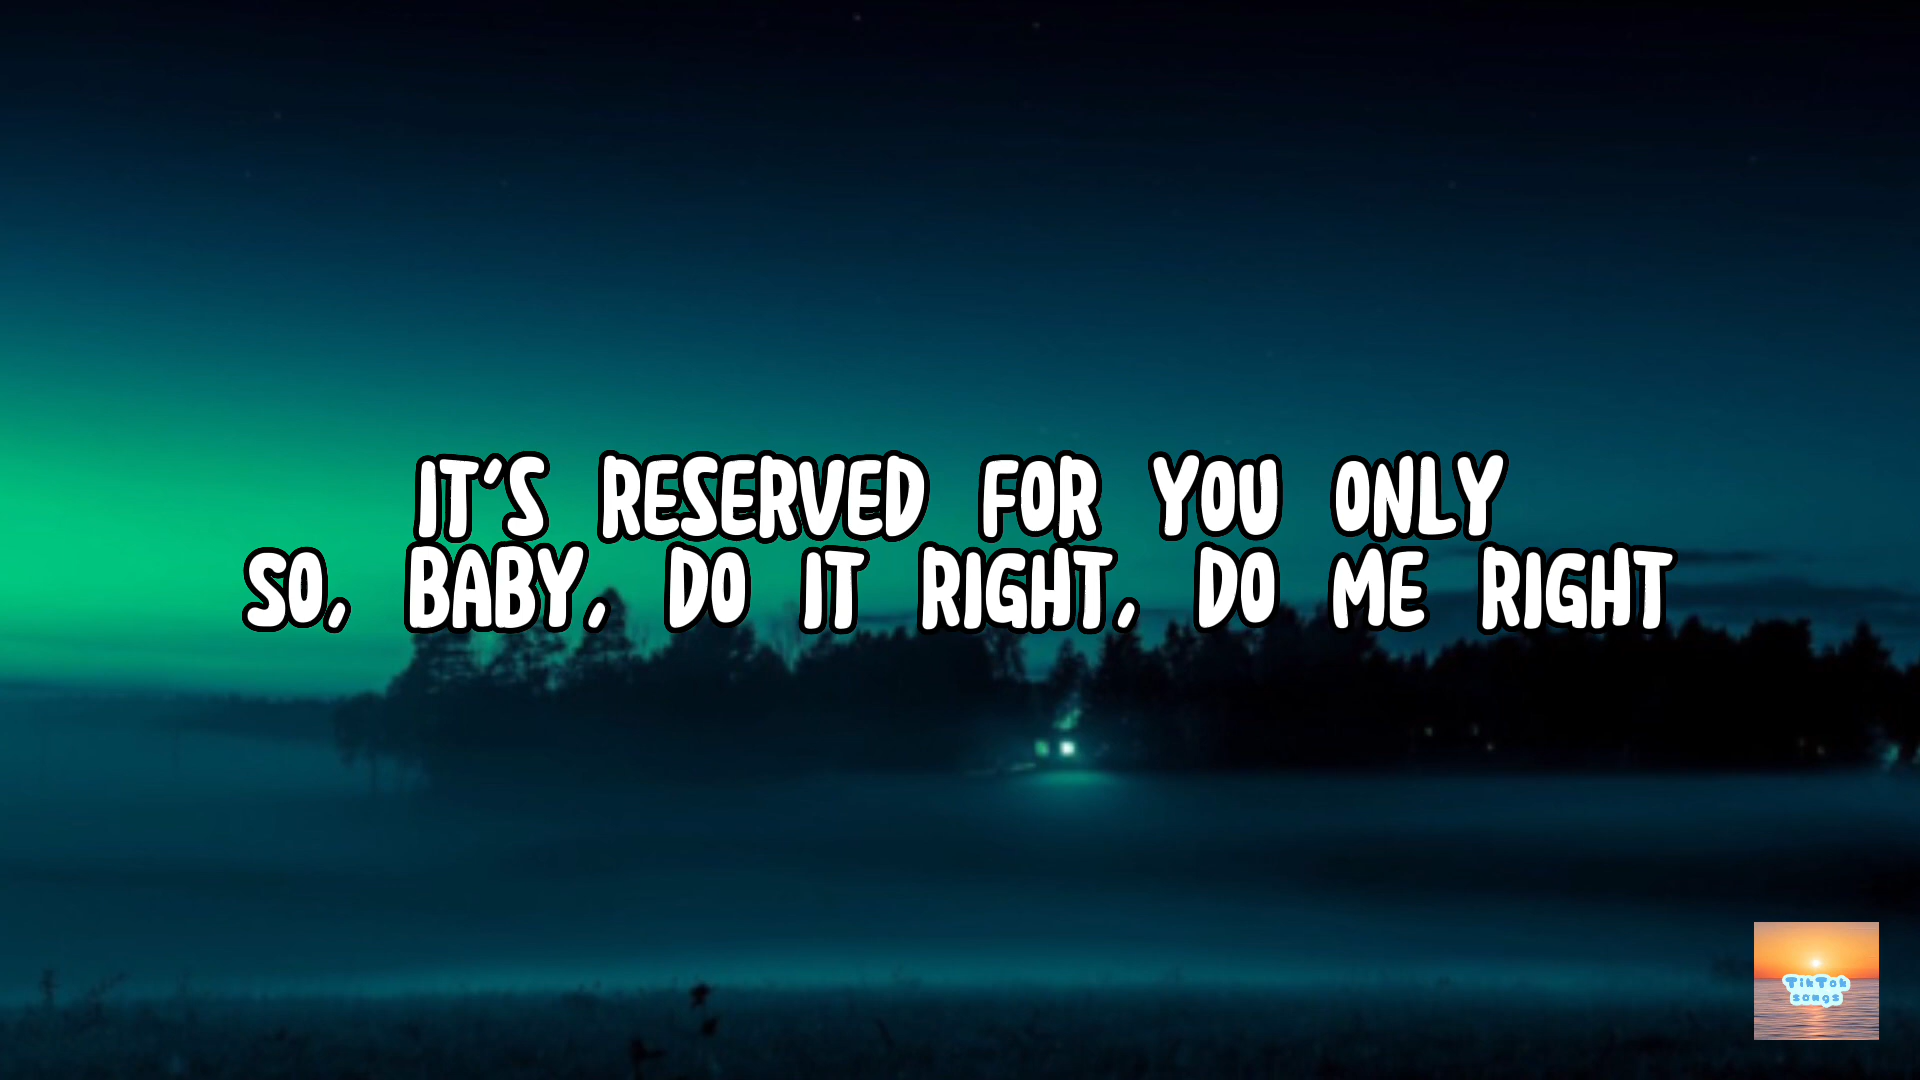 IT'S RESERVED FOR YOU ONLY
SO, BABY, DO IT RIGHT, DO ME RIGHT
TikTok
songs